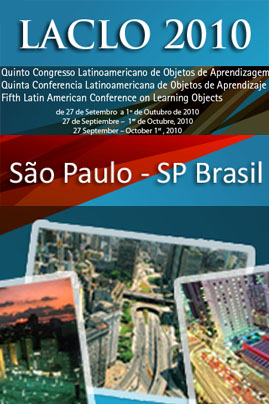 LACLO 2010
Quinto Congresso Latinoamericano de Objetos de Aprendizagem
Quinta Conferencia Latinoamericana de Objetos de Aprendizaje
Fifth Latin American Conference on Learning Objects
de 27 de Setembro a 1º de Outubro de 2010
27 de Septiembre – 1er de Octubre, 2010
27 September – October 1st , 2010
São Paulo - SP Brasil